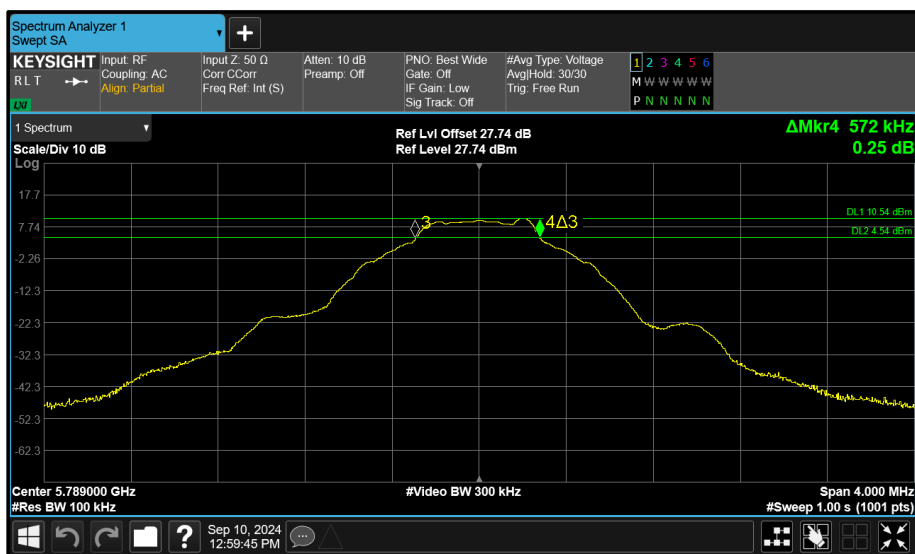 Spectrum Analyzer 1
Swept SA
+
KEYSIGHT
R L T
LXI
Input: RF
Coupling: AC
Align: Partial
Input Z: 50 Ω
Corr CCorr
Freq Ref: Int (S)
Atten: 10 dB
Preamp: Off
PNO: Best Wide
Gate: Off
IF Gain: Low
Sig Track: Off
#Avg Type: Voltage
Avg|Hold: 30/30
Trig: Free Run
1 2 3 4 5 6
M W W W W W
P N N N N N
1 Spectrum
Scale/Div 10 dB
Ref Lvl Offset 27.74 dB
Ref Level 27.74 dBm
ΔMkr4 572 kHz
0.25 dB
Log
17.7
7.74
-2.26
-12.3
-22.3
-32.3
-42.3
-52.3
-62.3
3
4Δ3
DL1 10.54 dBm
DL2 4.54 dBm
Center 5.789000 GHz
#Res BW 100 kHz
#Video BW 300 kHz
Span 4.000 MHz
#Sweep 1.00 s (1001 pts)
?
Sep 10, 2024
12:59:45 PM